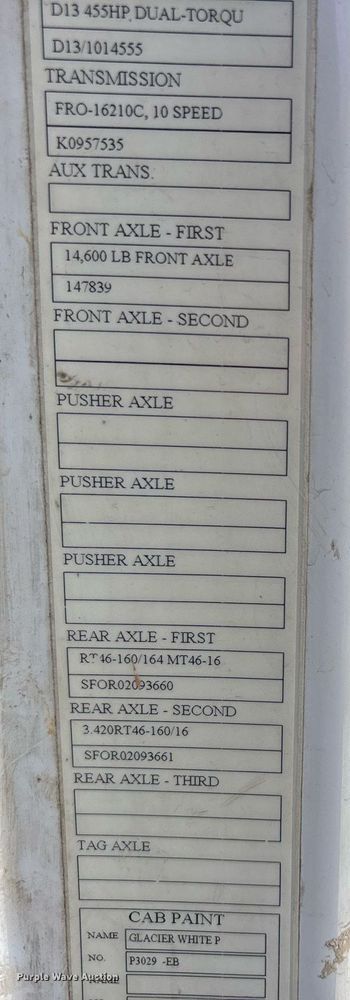 D13 455HP, DUAL-TORQU
D13/1014555
TRANSMISSION
FRO-16210C, 10 SPEED
K0957535
AUX TRANS.
FRONT AXLE - FIRST
14,600 LB FRONT AXLE
147839
FRONT AXLE - SECOND
PUSHER AXLE
PUSHER AXLE
PUSHER AXLE
REAR AXLE - FIRST
RT46-160/164 MT46-16
SFOR02093660
REAR AXLE - SECOND
3.420RT46-160/16
SFOR02093661
REAR AXLE - THIRD
TAG AXLE
CAB PAINT
NAME GLACIER WHITE P
NO. P3029 -EB
NAME
Purple Wave Auction